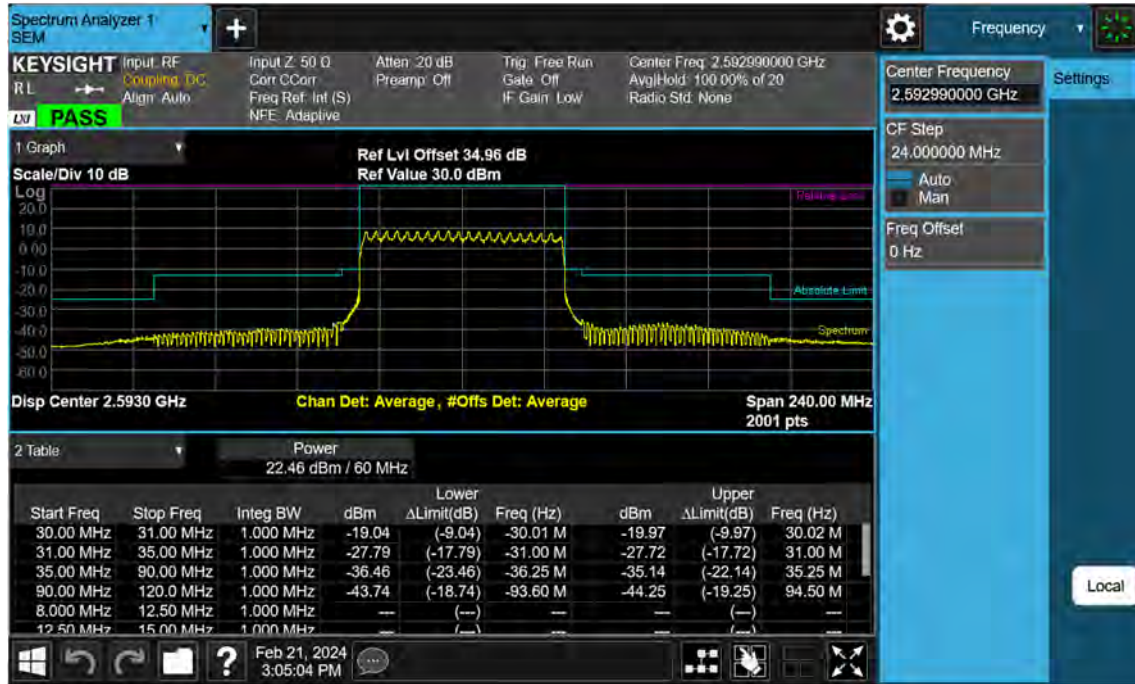 Spectrum Analyzer 1
SEM
+
Frequency
KEYSIGHT
RL
LXI
PASS
Input: RF
Coupling: DC
Align: Auto
Input Z: 50 Ω
Corr CCorr
Freq Ref: Int (S)
NFE: Adaptive
Atten: 20 dB
Preamp: Off
Trig: Free Run
Gate: Off
IF Gain: Low
Center Freq: 2.592990000 GHz
Avg|Hold: 100.00% of 20
Radio Std: None
Center Frequency
2.592990000 GHz
Settings
CF Step
24.000000 MHz
Auto
Man
Freq Offset
0 Hz
1 Graph
Scale/Div 10 dB
Ref Lvl Offset 34.96 dB
Ref Value 30.0 dBm
Log
20.0
10.0
0.00
-10.0
-20.0
-30.0
-40.0
-50.0
-60.0
Relative Limit
Absolute Limit
Spectrum
Disp Center 2.5930 GHz
Chan Det: Average, #Offs Det: Average
Span 240.00 MHz
2001 pts
2 Table
Power
22.46 dBm / 60 MHz
Lower Upper
Start Freq Stop Freq Integ BW dBm ΔLimit(dB) Freq (Hz) dBm ΔLimit(dB) Freq (Hz)
30.00 MHz 31.00 MHz 1.000 MHz -19.04 (-9.04) -30.01 M -19.97 (-9.97) 30.02 M
31.00 MHz 35.00 MHz 1.000 MHz -27.79 (-17.79) -31.00 M -27.72 (-17.72) 31.00 M
35.00 MHz 90.00 MHz 1.000 MHz -36.46 (-23.46) -36.25 M -35.14 (-22.14) 35.25 M
90.00 MHz 120.0 MHz 1.000 MHz -43.74 (-18.74) -93.60 M -44.25 (-19.25) 94.50 M
8.000 MHz 12.50 MHz 1.000 MHz --- (---) --- --- (---) ---
12.50 MHz 15.00 MHz 1.000 MHz --- (---) --- --- (---) ---
Local
?
Feb 21, 2024
3:05:04 PM